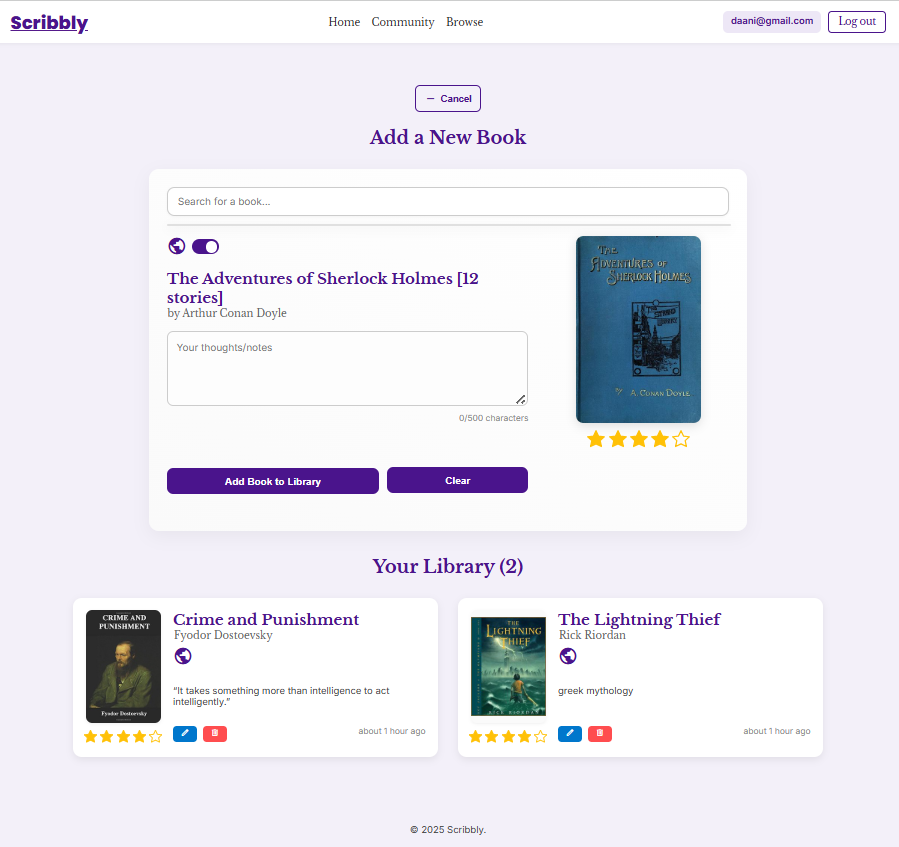 Scribbly
Home Community Browse
daani@gmail.com
Log out
— Cancel
Add a New Book
Search for a book...
The Adventures of Sherlock Holmes [12
stories]
by Arthur Conan Doyle
Your thoughts/notes
0/500 characters
THE
ADVENTURES OF
SHERLOCK HOLMES
BY A. CONAN DOYLE
Add Book to Library
Clear
Your Library (2)
CRIME AND
PUNISHMENT
Fyodor Dostoevsky
Crime and Punishment
Fyodor Dostoevsky
“It takes something more than intelligence to act
intelligently.”
about 1 hour ago
THE
LIGHTNING
THIEF
RICK RIORDAN
The Lightning Thief
Rick Riordan
greek mythology
about 1 hour ago
© 2025 Scribbly.